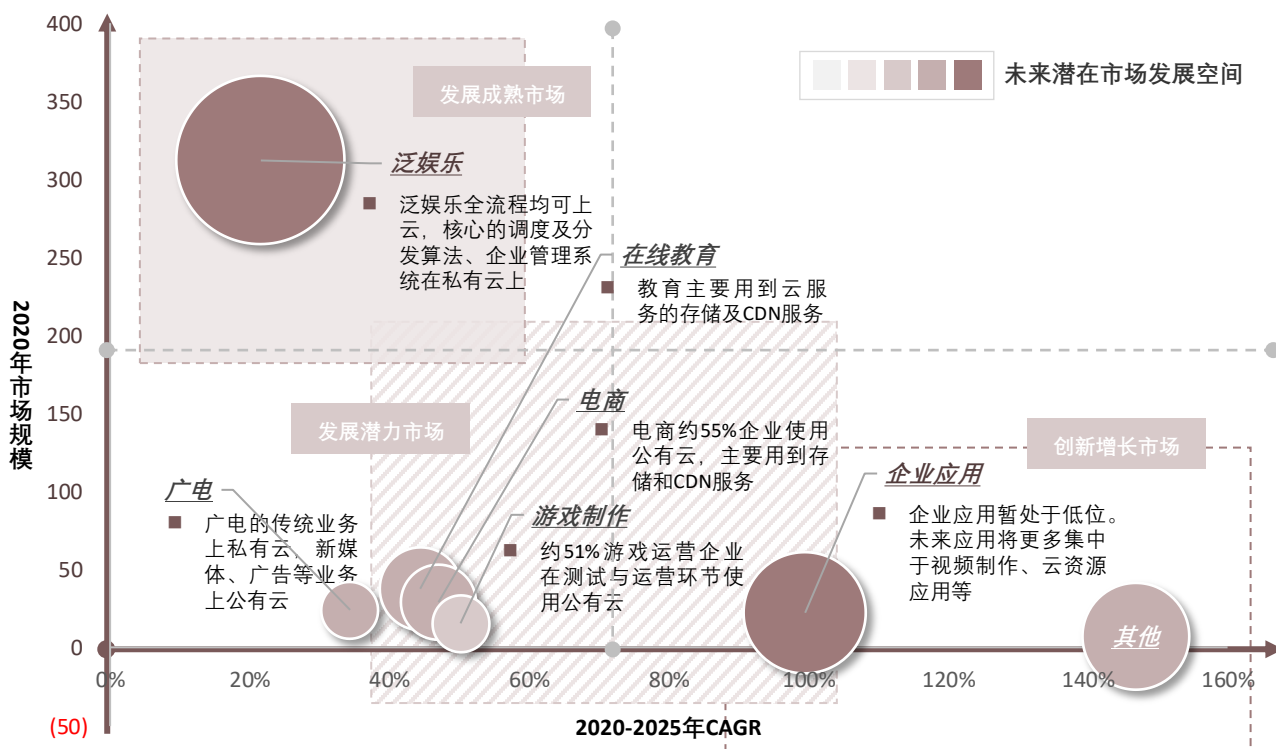 400
350
300
250
200
150
100
50
0
(50)
2020年市场规模
未来潜在市场发展空间
发展成熟市场
泛娱乐
■ 泛娱乐全流程均可上
云，核心的调度及分
发算法、企业管理系
统在私有云上
在线教育
■ 教育主要用到云服
务的存储及CDN服务
电商
■ 电商约55%企业使用
公有云，主要用到存
储和CDN服务
发展潜力市场
创新增长市场
广电
■ 广电的传统业务
上私有云，新媒
体、广告等业务
上公有云
游戏制作
■ 约51%游戏运营企业
在测试与运营环节使
用公有云
企业应用
■ 企业应用暂处于低位。
未来应用将更多集中
于视频制作、云资源
应用等
其他
0%
20%
40%
60%
80%
100%
120%
140%
160%
2020-2025年CAGR